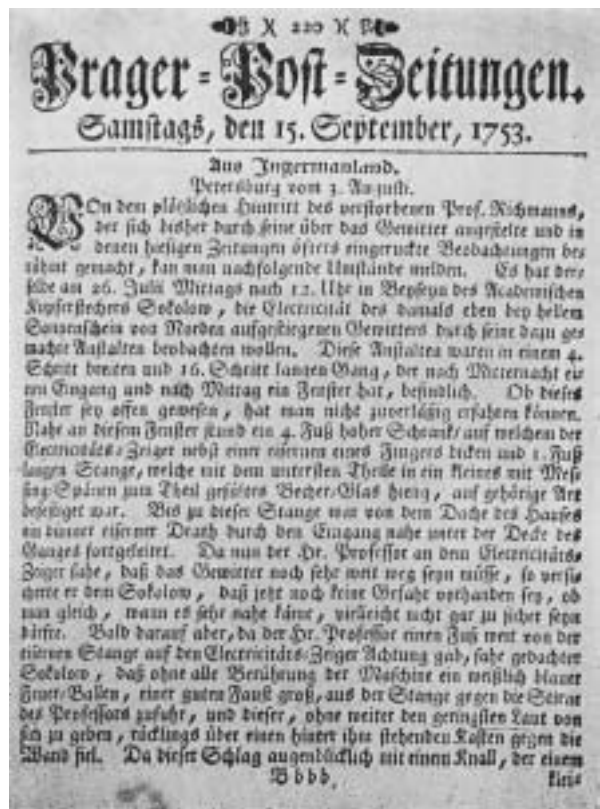 X 220 X
Prager-Post-Zeitungen.
Samstags, den 15. September, 1753.
Aus Ingermanland.
Petersburg vom 3. Augusti.
VOn dem plötzlichen Hintritt des verstorbenen Prof. Richmanns,
der sich bisher durch seine über das Gewitter angestelte und in
denen hiesigen Zeitungen öfters eingeruckte Beobachtungen be-
rühmt gemacht, kan man nachfolgende Umstände melden. Es hat der-
selbe am 26. Julii Mittags nach 12. Uhr in Beyseyn des Academischen
Kupferstechers Sokolow, die Electricität des damals eben bey hellem
Sonnenschein von Norden aufgestiegenen Gewitters durch seine dazu ge-
machte Anstalten beobachten wollen. Diese Anstalten waren in einem 4.
Schritt breiten und 16. Schritt langen Gang, der nach Mitternacht ei-
nen Eingang und nach Mittag ein Fenster hat, befindlich. Ob dieses
Fenster sey offen gewesen, hat man nicht zuverläßig erfahren können.
Nahe an diesem Fenster stund ein 4. Fuß hoher Schrank/ auf welchem der
Electricitäts-Zeiger nebst einer eisernen eines Fingers dicken und 1. Fuß
langen Stange, welche mit dem untersten Theile in ein kleines mit Mes-
sing-Spänen zum Theil gefültes Becher-Glas hieng, auf gehörige Art
befestiget war. Bis zu dieser Stange war von dem Dache des Hauses
ein dünner eiserner Drath durch den Eingang nahe unter der Decke des
Ganges fortgeleitet. Da nun der Hr. Professor an dem Electricitäts-
Zeiger sahe, daß das Gewitter noch sehr weit weg seyn müsse, so versi-
cherte er dem Sokolow, daß jetzt noch keine Gefahr vorhanden sey, ob
man gleich, wann es sehr nahe käme, vielleicht nicht gar zu sicher seyn
dürfte. Bald darauf aber, da der Hr. Professor einen Fuß weit von der
eisernen Stange auf den Electricitäts-Zeiger Achtung gab, sahe gedachter
Sokolow, daß ohne alle Berührung der Maschine ein weißlich blauer
Feuer-Ballen, einer guten Faust groß, aus der Stange gegen die Stirne
des Professors zufuhr, und dieser, ohne weiter den geringsten Laut von
sich zu geben, rücklings über einen hinter ihm stehenden Kasten gegen die
Wand fiel. Da dieser Schlag augenblicklich mit einem Knall, der einem
Bbbb. klei-